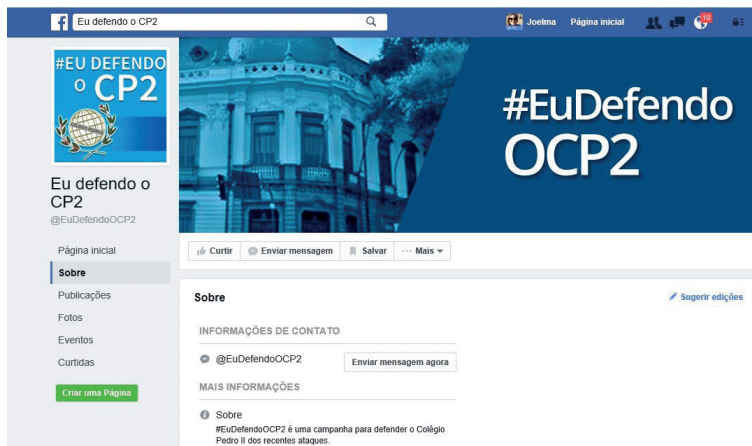 Eu defendo o CP2
Joelma
Página inicial
10
#EU DEFENDO
O CP2
#EuDefendo
OCP2
Eu defendo o
CP2
@EuDefendoOCP2
Página inicial
Sobre
Publicações
Fotos
Eventos
Curtidas
Criar uma Página
Curtir
Enviar mensagem
Salvar
··· Mais
Sobre
Sugerir edições
INFORMAÇÕES DE CONTATO
@EuDefendoOCP2
Enviar mensagem agora
MAIS INFORMAÇÕES
Sobre
#EuDefendoOCP2 é uma campanha para defender o Colégio
Pedro II dos recentes ataques.